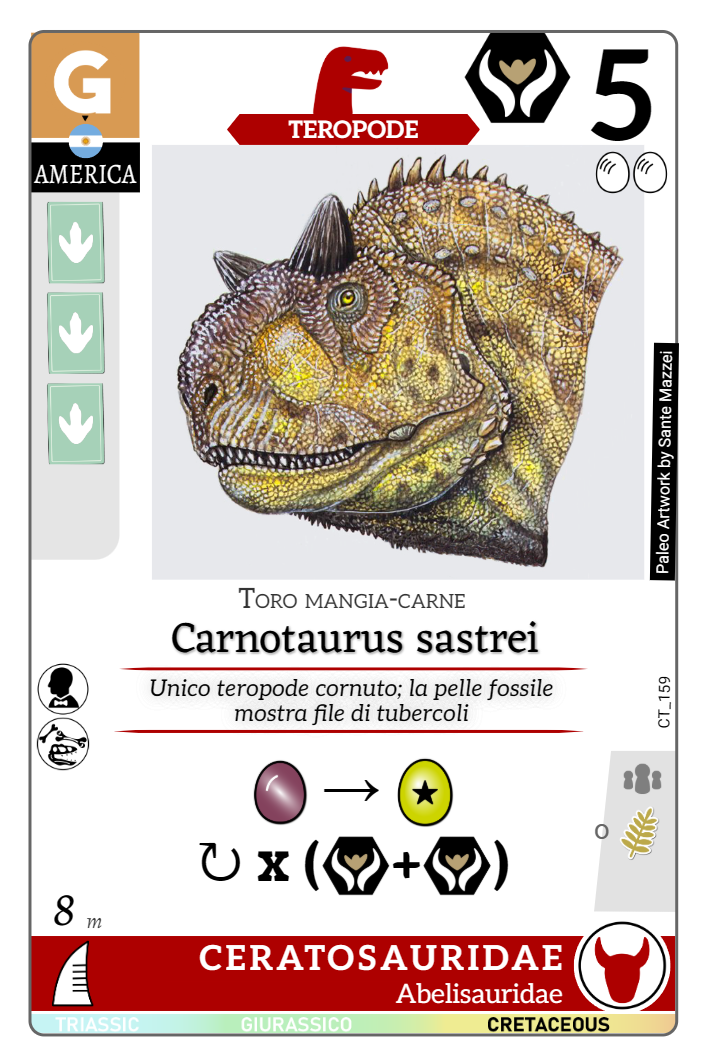 G
TEROPODE
5
AMERICA
Paleo Artwork by Sante Mazzei
TORO MANGIA-CARNE
Carnotaurus sastrei
Unico teropode cornuto; la pelle fossile
mostra file di tubercoli
CT_159
o
x ( + )
8 m
CERATOSAURIDAE
Abelisauridae
TRIASSIC GIURASSICO CRETACEOUS